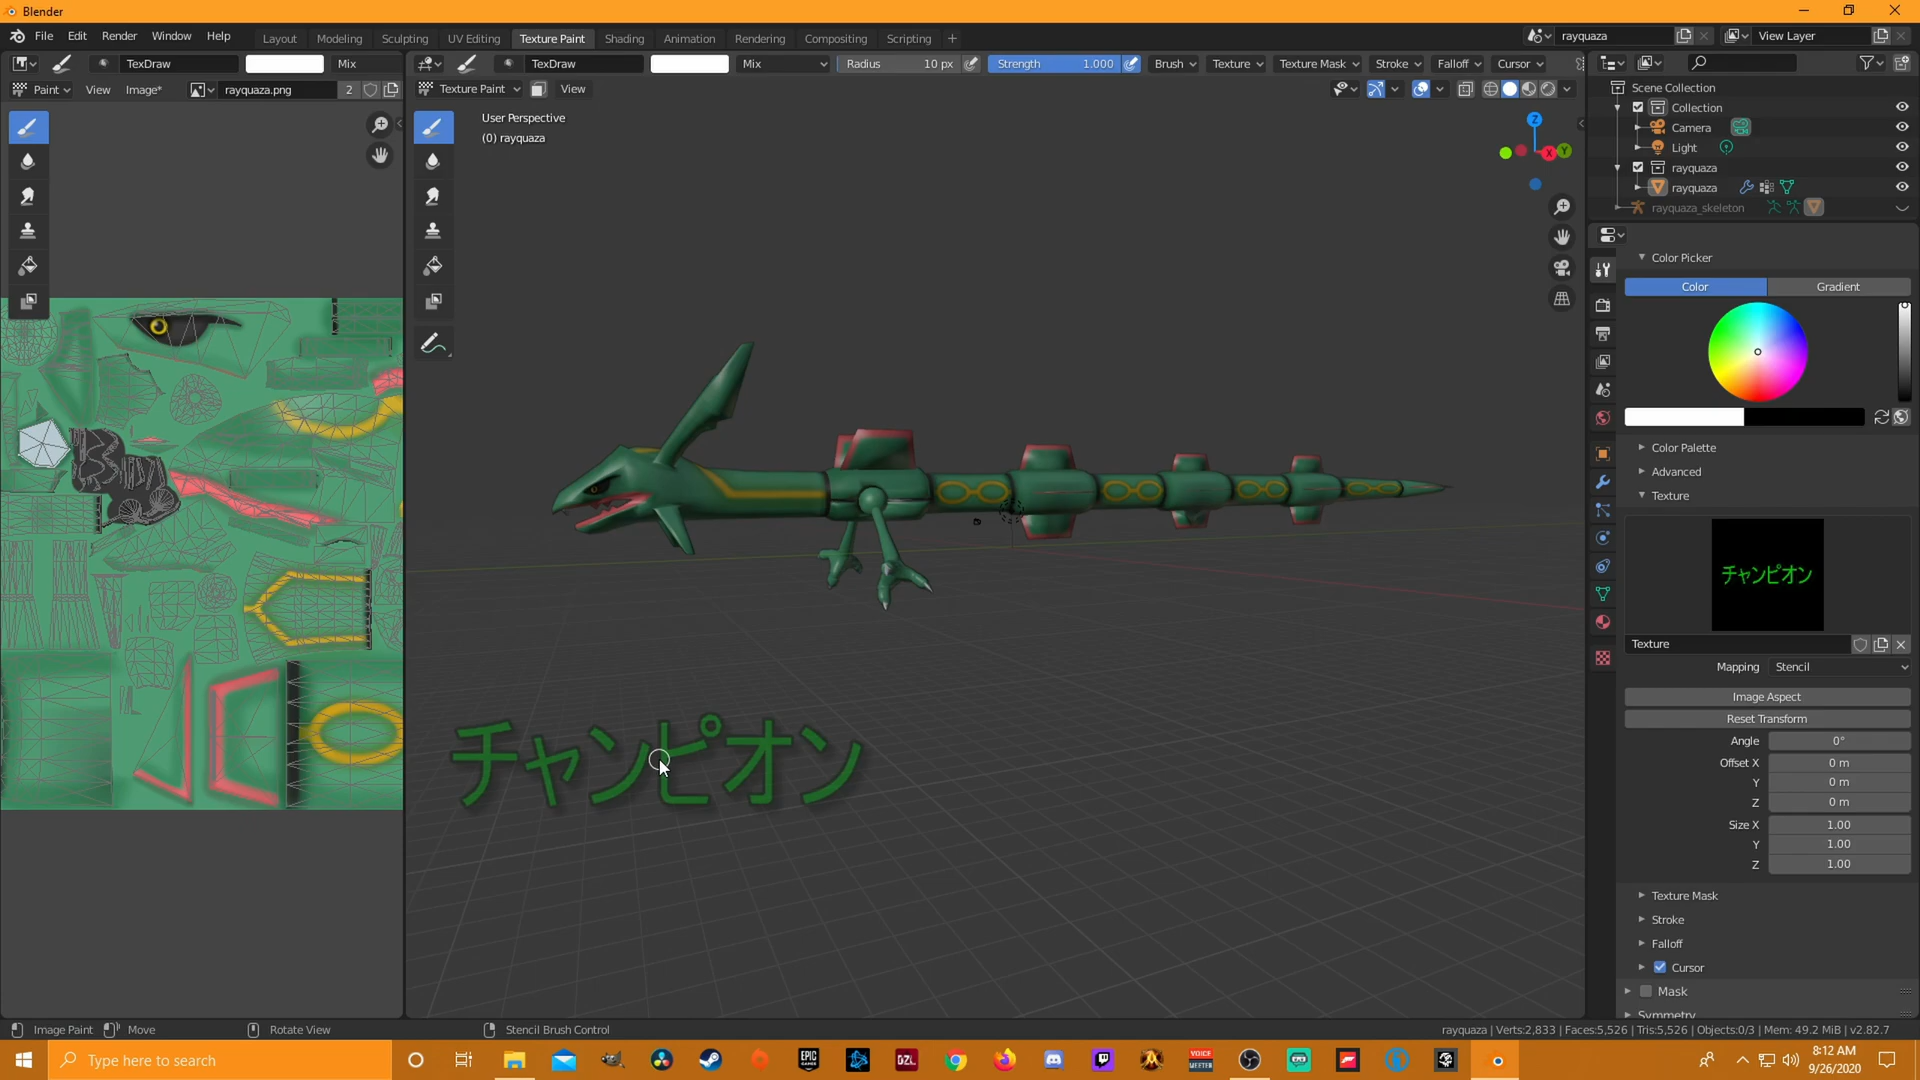 Blender
File Edit Render Window Help
Layout Modeling Sculpting UV Editing Texture Paint Shading Animation Rendering Compositing Scripting
rayquaza View Layer
TexDraw Mix
TexDraw Mix Radius 10 px Strength 1.000 Brush Texture Texture Mask Stroke Falloff Cursor
Paint View Image* rayquaza.png 2
Texture Paint View
User Perspective
(0) rayquaza
Z
X
Y
チャンピオン
Scene Collection
Collection
Camera
Light
rayquaza
rayquaza
rayquaza_skeleton
Color Picker
Color Gradient
Color Palette
Advanced
Texture
チャンピオン
Texture
Mapping Stencil
Image Aspect
Reset Transform
Angle 0°
Offset X 0 m
Y 0 m
Z 0 m
Size X 1.00
Y 1.00
Z 1.00
Texture Mask
Stroke
Falloff
Cursor
Mask
Symmetry
Image Paint Move Rotate View Stencil Brush Control
rayquaza | Verts:2,833 | Faces:5,526 | Tris:5,526 | Objects:0/3 | Mem: 49.2 MiB | v2.82.7
Type here to search
EPIC GAMES
OZL
VOICE MEETER
8:12 AM
9/26/2020